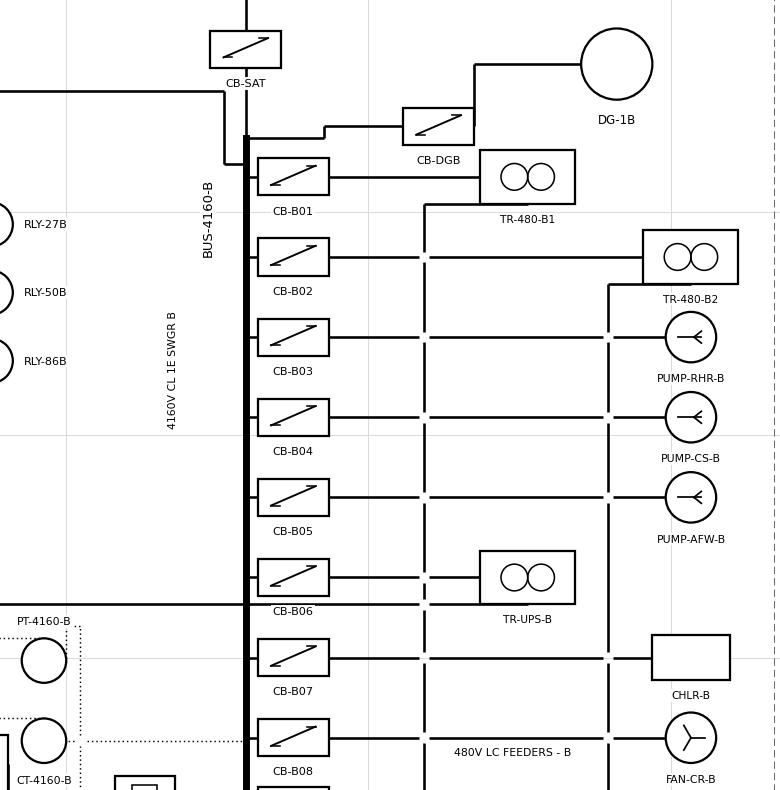 CB-SAT
DG-1B
CB-DGB
BUS-4160-B
4160V CL 1E SWGR B
CB-B01
TR-480-B1
RLY-27B
CB-B02
TR-480-B2
RLY-50B
CB-B03
PUMP-RHR-B
RLY-86B
CB-B04
PUMP-CS-B
CB-B05
PUMP-AFW-B
CB-B06
TR-UPS-B
PT-4160-B
CB-B07
CHLR-B
480V LC FEEDERS - B
CB-B08
FAN-CR-B
CT-4160-B